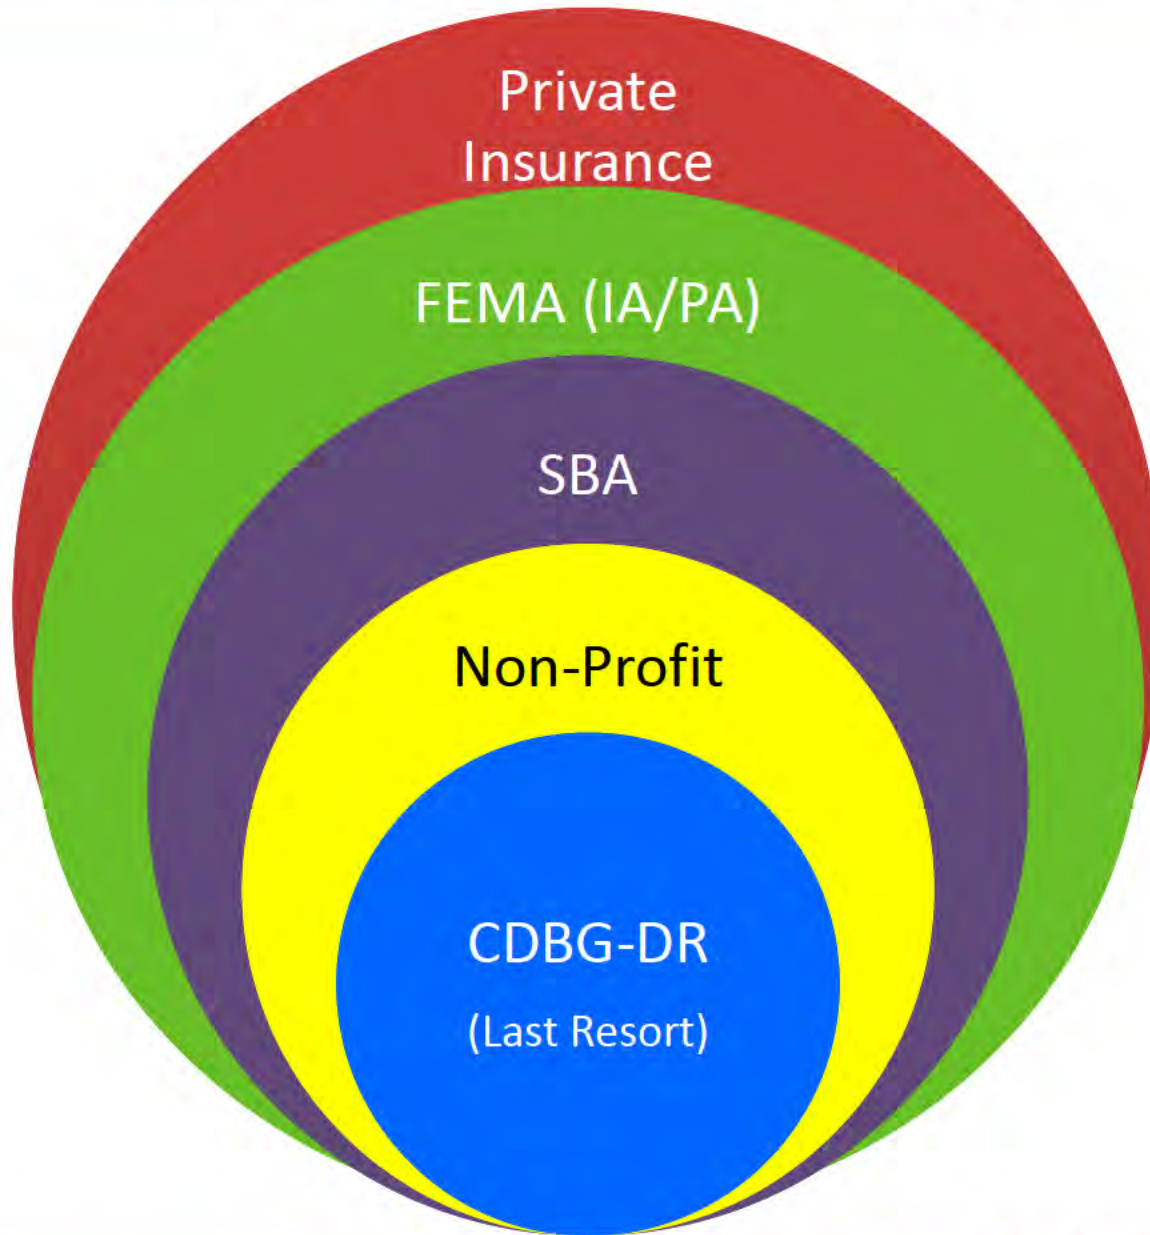 Private
Insurance
FEMA (IA/PA)
SBA
Non-Profit
CDBG-DR
(Last Resort)